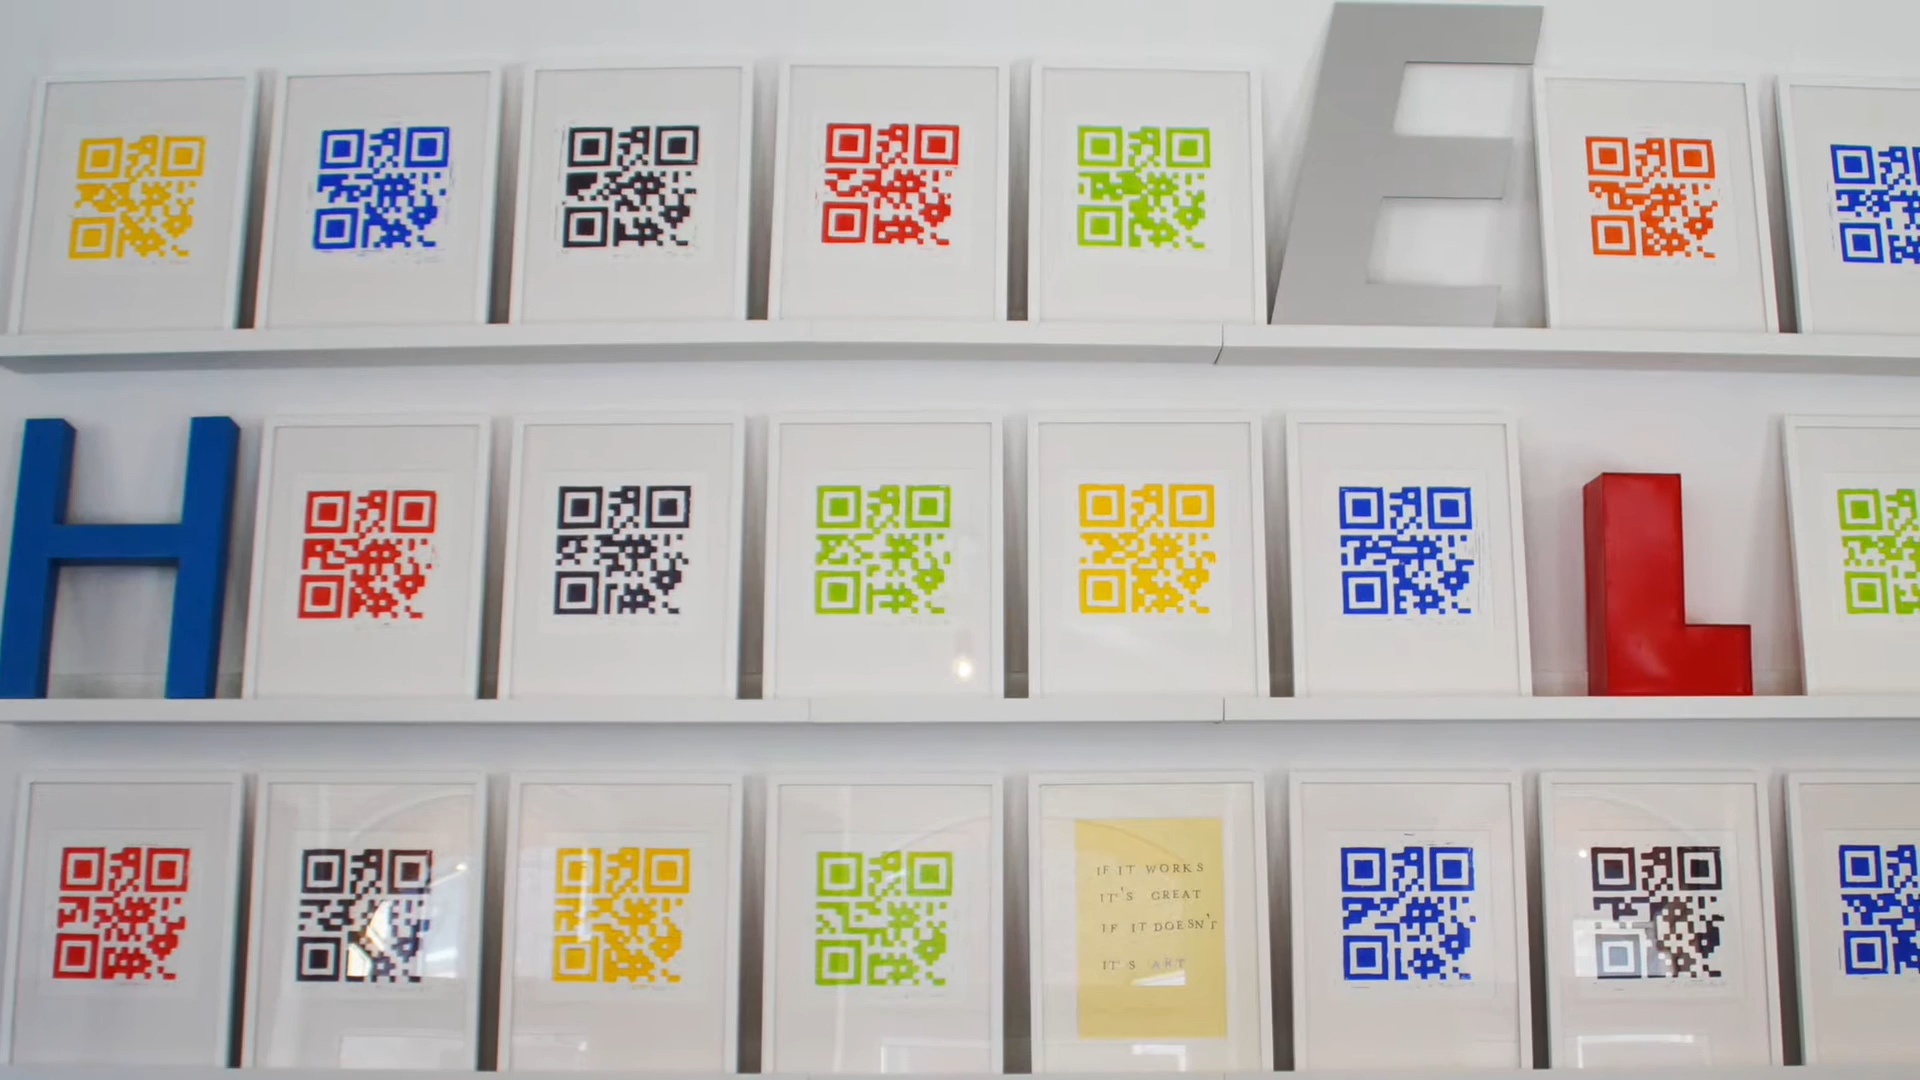 E
H
L
IF IT WORKS
IT'S GREAT
IF IT DOESN'T
IT'S ART